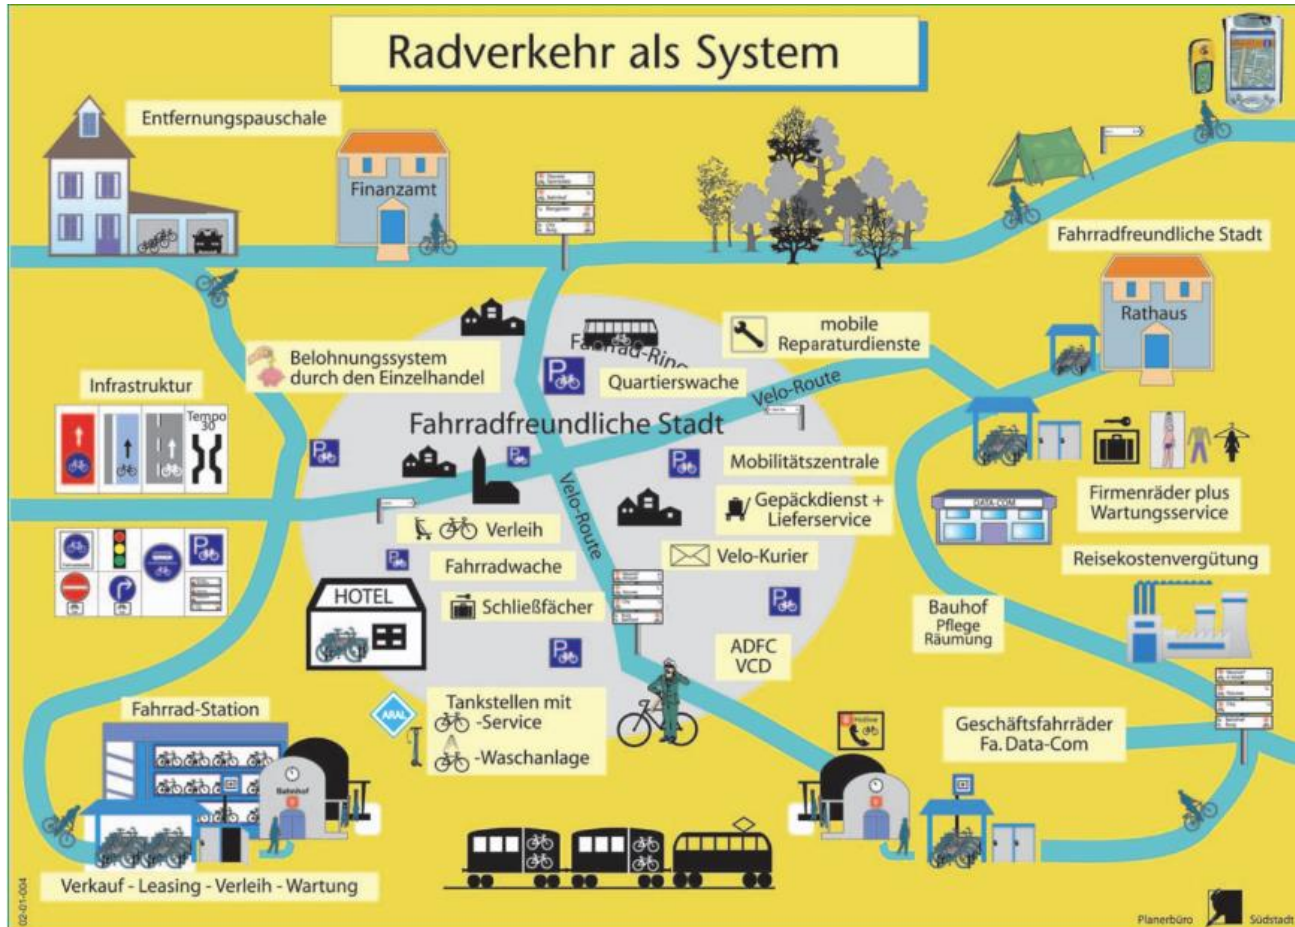 Radverkehr als System
Entfernungspauschale
Finanzamt
Fahrradfreundliche Stadt
Rathaus
mobile
Reparaturdienste
Fahrrad-Ring
Belohnungssystem
durch den Einzelhandel
Quartierswache
Velo-Route
Infrastruktur
Tempo
30
Fahrradfreundliche Stadt
Mobilitätszentrale
Velo-Route
Gepäckdienst +
Lieferservice
Verleih
Velo-Kurier
Fahrradwache
HOTEL
Schließfächer
DATA-COM
Firmenräder plus
Wartungsservice
Reisekostenvergütung
Bauhof
Pflege
Räumung
ADFC
VCD
Fahrrad-Station
ARAL
Tankstellen mit
-Service
-Waschanlage
Hotline
Geschäftsfahrräder
Fa. Data-Com
Bahnhof
Verkauf - Leasing - Verleih - Wartung
02-01-004
Planerbüro
Südstadt